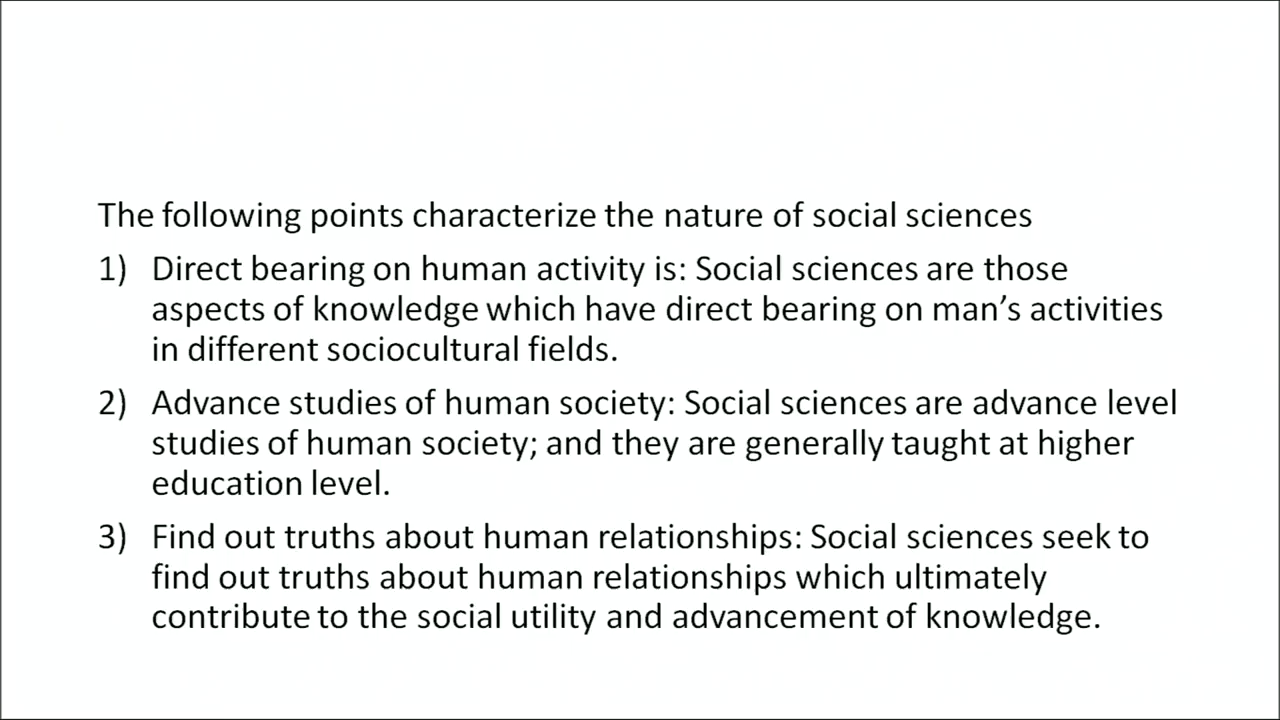 The following points characterize the nature of social sciences
1) Direct bearing on human activity is: Social sciences are those
aspects of knowledge which have direct bearing on man’s activities
in different sociocultural fields.
2) Advance studies of human society: Social sciences are advance level
studies of human society; and they are generally taught at higher
education level.
3) Find out truths about human relationships: Social sciences seek to
find out truths about human relationships which ultimately
contribute to the social utility and advancement of knowledge.